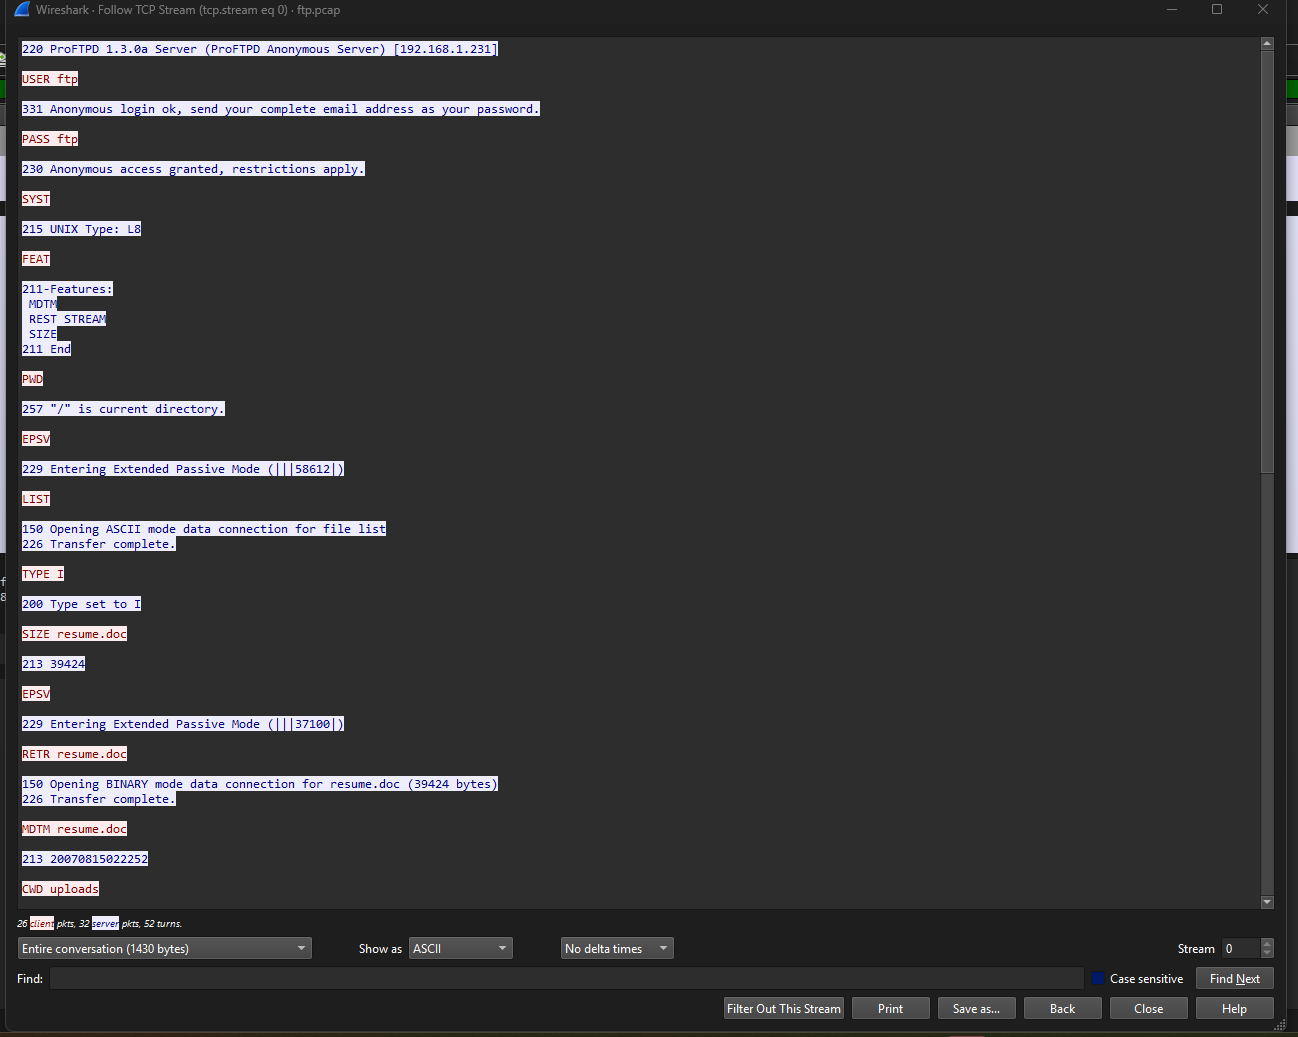 Wireshark · Follow TCP Stream (tcp.stream eq 0) · ftp.pcap
220 ProFTPD 1.3.0a Server (ProFTPD Anonymous Server) [192.168.1.231]
USER ftp
331 Anonymous login ok, send your complete email address as your password.
PASS ftp
230 Anonymous access granted, restrictions apply.
SYST
215 UNIX Type: L8
FEAT
211-Features:
MDTM
REST STREAM
SIZE
211 End
PWD
257 "/" is current directory.
EPSV
229 Entering Extended Passive Mode (|||58612|)
LIST
150 Opening ASCII mode data connection for file list
226 Transfer complete.
TYPE I
200 Type set to I
SIZE resume.doc
213 39424
EPSV
229 Entering Extended Passive Mode (|||37100|)
RETR resume.doc
150 Opening BINARY mode data connection for resume.doc (39424 bytes)
226 Transfer complete.
MDTM resume.doc
213 20070815022252
CWD uploads
26 client pkts, 32 server pkts, 52 turns.
Entire conversation (1430 bytes) Show as ASCII No delta times Stream 0
Find: Case sensitive Find Next
Filter Out This Stream Print Save as... Back Close Help